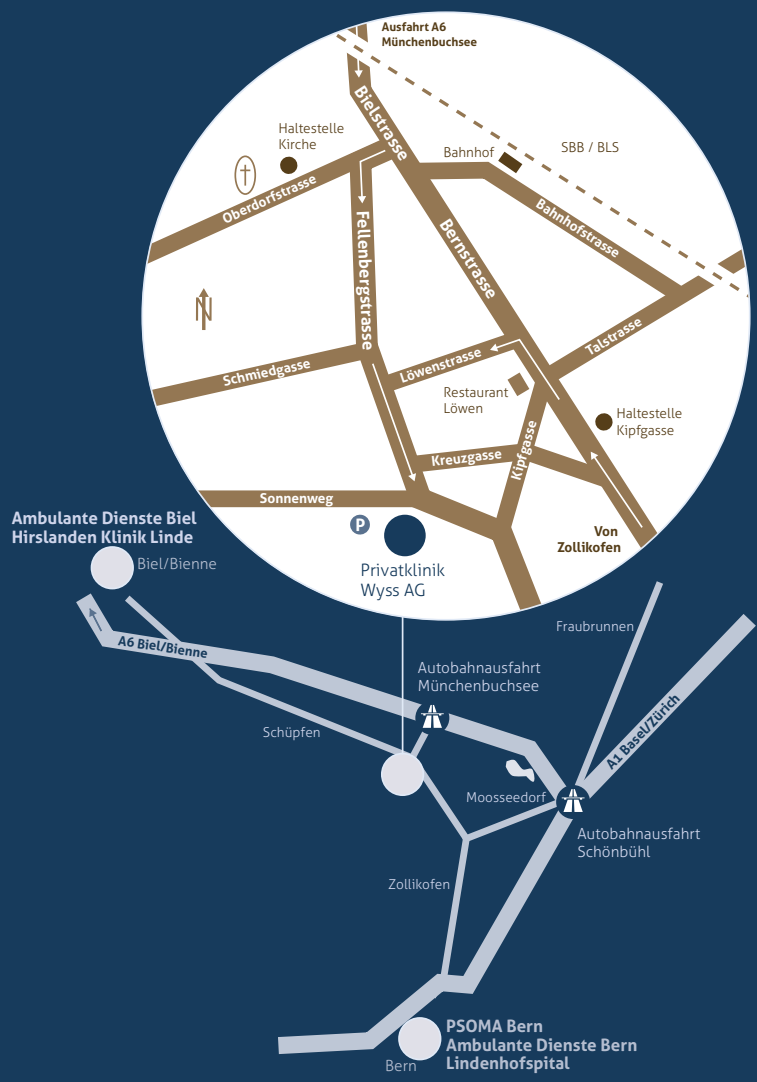 Ausfahrt A6
Münchenbuchsee
Bielstrasse
Haltestelle
Kirche
Bahnhof
SBB / BLS
Oberdorfstrasse
Fellenbergstrasse
Bernstrasse
Bahnhofstrasse
N
Talstrasse
Löwenstrasse
Schmiedgasse
Restaurant
Löwen
Haltestelle
Kipfgasse
Kreuzgasse
Kipfgasse
Sonnenweg
P
Von
Zollikofen
Privatklinik
Wyss AG
Ambulante Dienste Biel
Hirslanden Klinik Linde
Biel/Bienne
A6 Biel/Bienne
Fraubrunnen
Autobahnausfahrt
Münchenbuchsee
Schüpfen
A1 Basel/Zürich
Moosseedorf
Autobahnausfahrt
Schönbühl
Zollikofen
PSOMA Bern
Ambulante Dienste Bern
Lindenhofspital
Bern